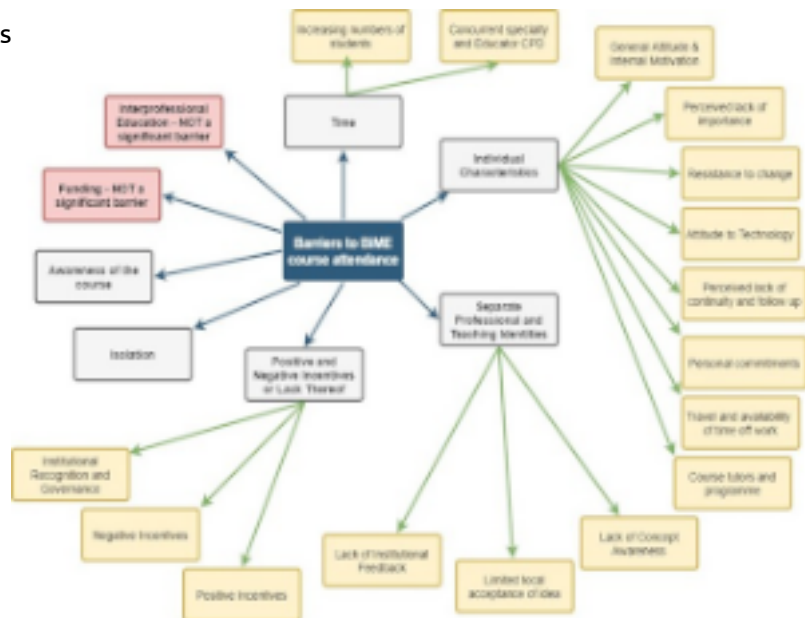 s
Increasing numbers of
students
Concurrent specialty
and Educator CPD
General Attitude &
Internal Motivation
Interprofessional
Education - NOT a
significant barrier
Time
Perceived lack of
importance
Individual
Characteristics
Resistance to change
Funding - NOT a
significant barrier
Attitude to Technology
Barriers to BiME
course attendance
Awareness of the
course
Perceived lack of
continuity and follow up
Separate
Professional and
Teaching Identities
Isolation
Positive and
Negative Incentives
or Lack Thereof
Personal commitments
Travel and availability
of time off work
Institutional
Recognition and
Governance
Course tutors and
programme
Negative Incentives
Lack of Institutional
Feedback
Lack of Concept
Awareness
Limited local
acceptance of idea
Positive Incentives